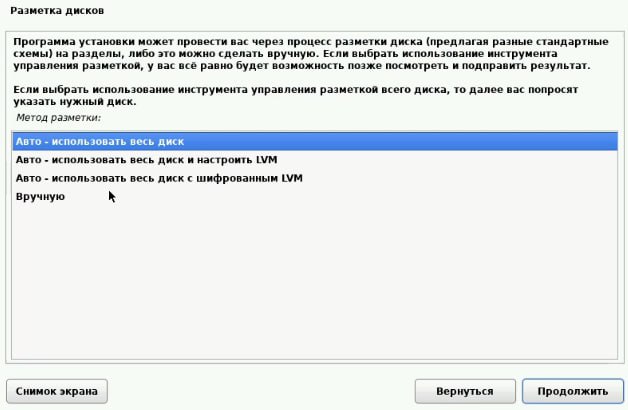 Разметка дисков
Программа установки может провести вас через процесс разметки диска (предлагая разные стандартные
схемы) на разделы, либо это можно сделать вручную. Если выбрать использование инструмента
управления разметкой, у вас всё равно будет возможность позже посмотреть и подправить результат.
Если выбрать использование инструмента управления разметкой всего диска, то далее вас попросят
указать нужный диск.
Метод разметки:
Авто - использовать весь диск
Авто - использовать весь диск и настроить LVM
Авто - использовать весь диск с шифрованным LVM
Вручную
Снимок экрана
Вернуться
Продолжить